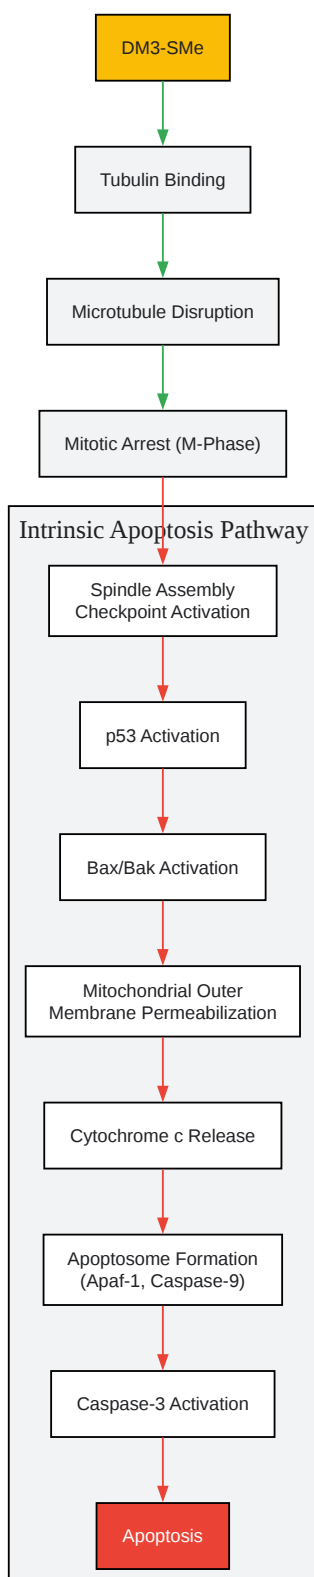 DM3-SMe
Tubulin Binding
Microtubule Disruption
Mitotic Arrest (M-Phase)
Intrinsic Apoptosis Pathway
Spindle Assembly
Checkpoint Activation
p53 Activation
Bax/Bak Activation
Mitochondrial Outer
Membrane Permeabilization
Cytochrome c Release
Apoptosome Formation
(Apaf-1, Caspase-9)
Caspase-3 Activation
Apoptosis